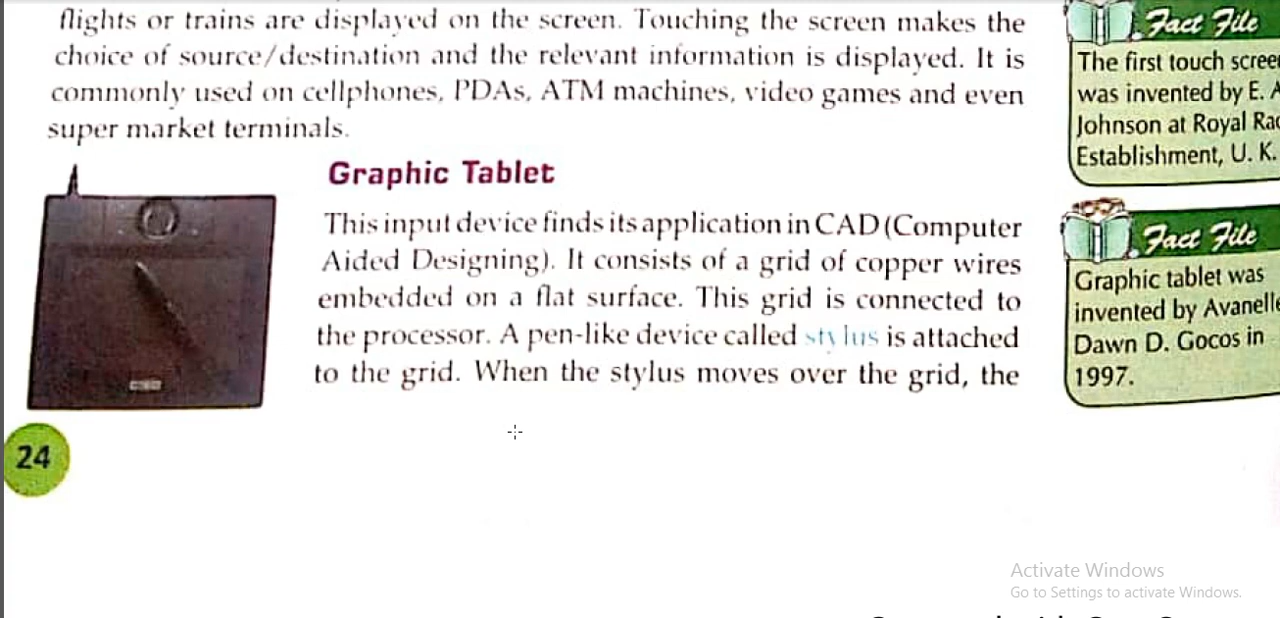 flights or trains are displayed on the screen. Touching the screen makes the
choice of source/destination and the relevant information is displayed. It is
commonly used on cellphones, PDAs, ATM machines, video games and even
super market terminals.
Graphic Tablet
This input device finds its application in CAD (Computer
Aided Designing). It consists of a grid of copper wires
embedded on a flat surface. This grid is connected to
the processor. A pen-like device called stylus is attached
to the grid. When the stylus moves over the grid, the
24
Fact File
The first touch screen
was invented by E. A
Johnson at Royal Rad
Establishment, U. K.
Fact File
Graphic tablet was
invented by Avanelle
Dawn D. Gocos in
1997.
Activate Windows
Go to Settings to activate Windows.